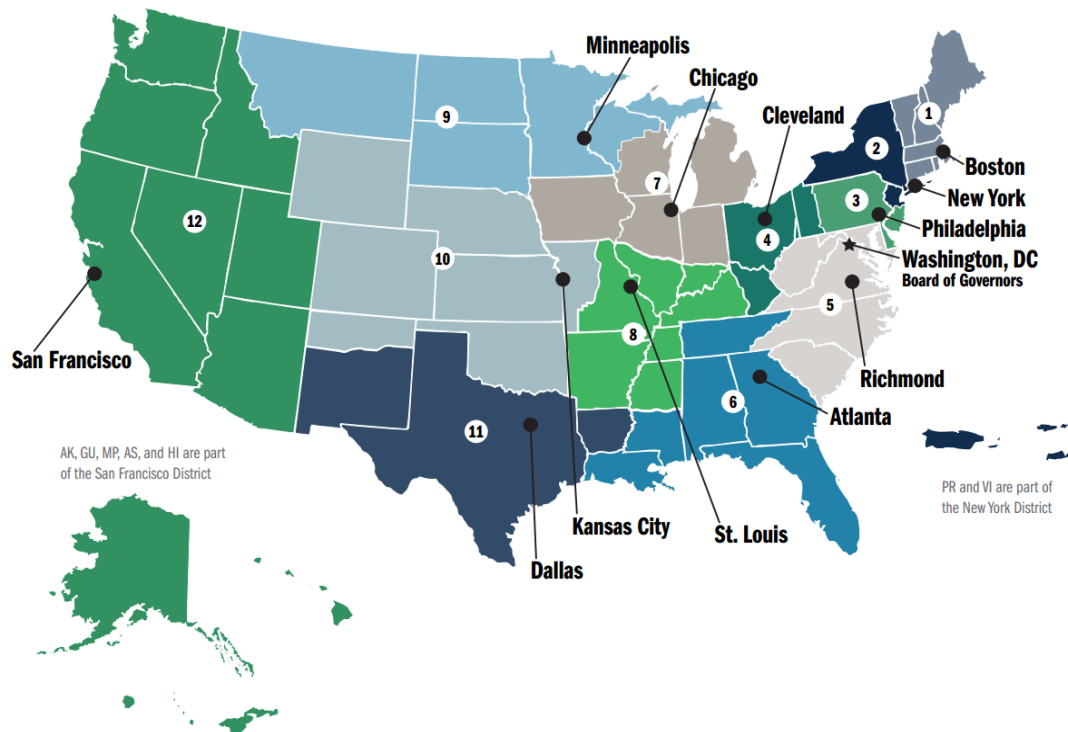 Minneapolis
Chicago
Cleveland
9
1
2
Boston
7
3
New York
12
Philadelphia
4
Washington, DC
Board of Governors
10
5
8
San Francisco
Richmond
6
Atlanta
11
AK, GU, MP, AS, and HI are part
of the San Francisco District
PR and VI are part of
the New York District
Kansas City
St. Louis
Dallas